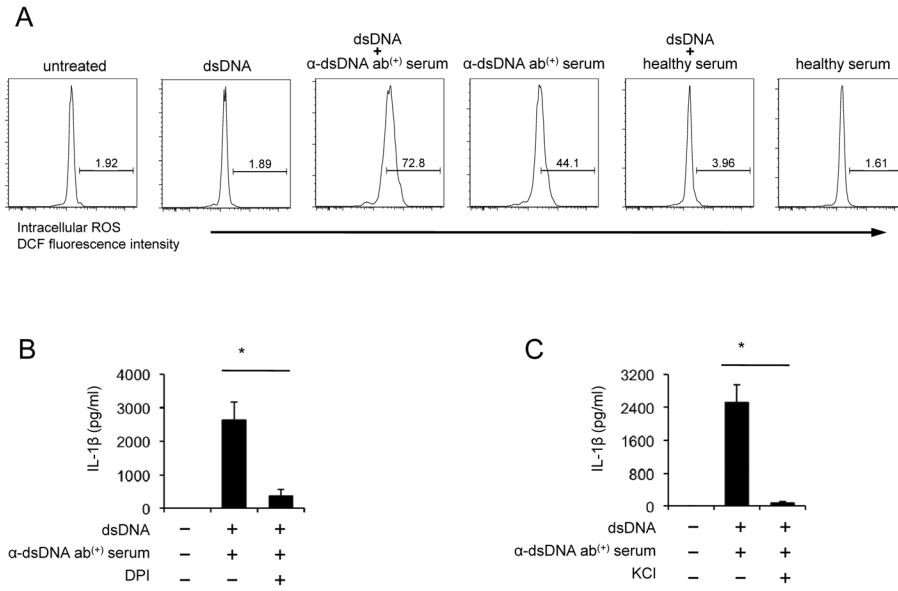 A
untreated
dsDNA
dsDNA
+
α-dsDNA ab(+) serum
α-dsDNA ab(+) serum
dsDNA
+
healthy serum
healthy serum
1.92
1.89
72.8
44.1
3.96
1.61
Intracellular ROS
DCF fluorescence intensity
B
*
IL-1β (pg/ml)
4000
3000
2000
1000
0
dsDNA − + +
α-dsDNA ab(+) serum − + +
DPI − − +
C
*
IL-1β (pg/ml)
3200
2400
1600
800
0
dsDNA − + +
α-dsDNA ab(+) serum − + +
KCl − − +